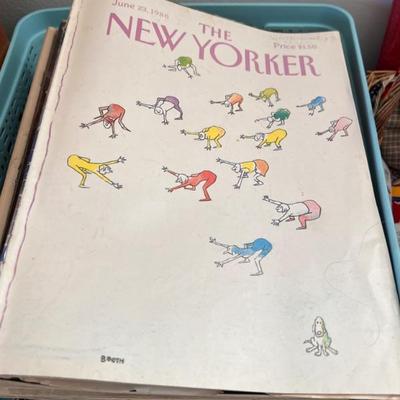 June 23, 1986
THE
NEW YORKER
Price $1.50
BOOTH